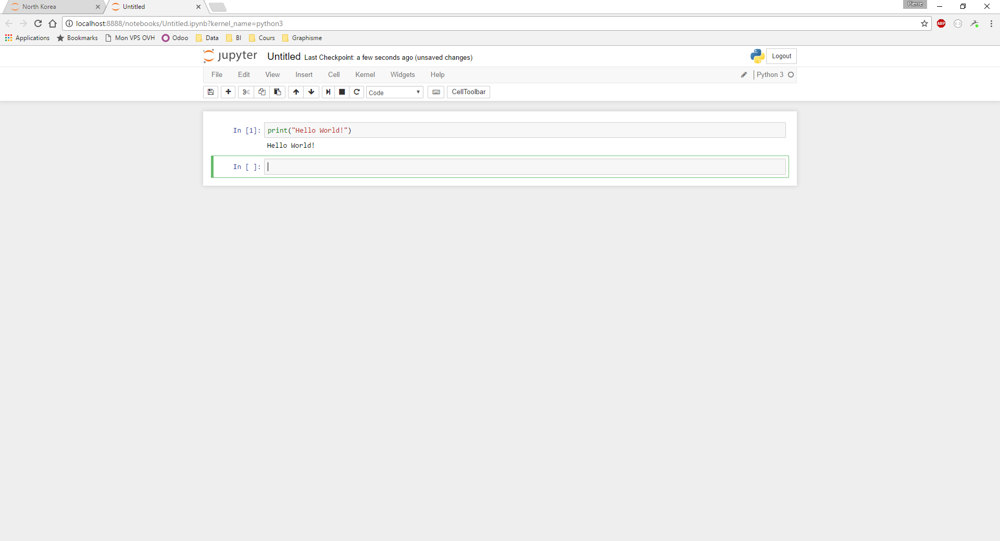 North Korea
Untitled
Pierre
localhost:8888/notebooks/Untitled.ipynb?kernel_name=python3
ABP
Applications Bookmarks Mon VPS OVH Odoo Data BI Cours Graphisme
jupyter Untitled Last Checkpoint: a few seconds ago (unsaved changes) Logout
File Edit View Insert Cell Kernel Widgets Help Python 3
Code CellToolbar
In [1]: print("Hello World!")
Hello World!
In [ ]: